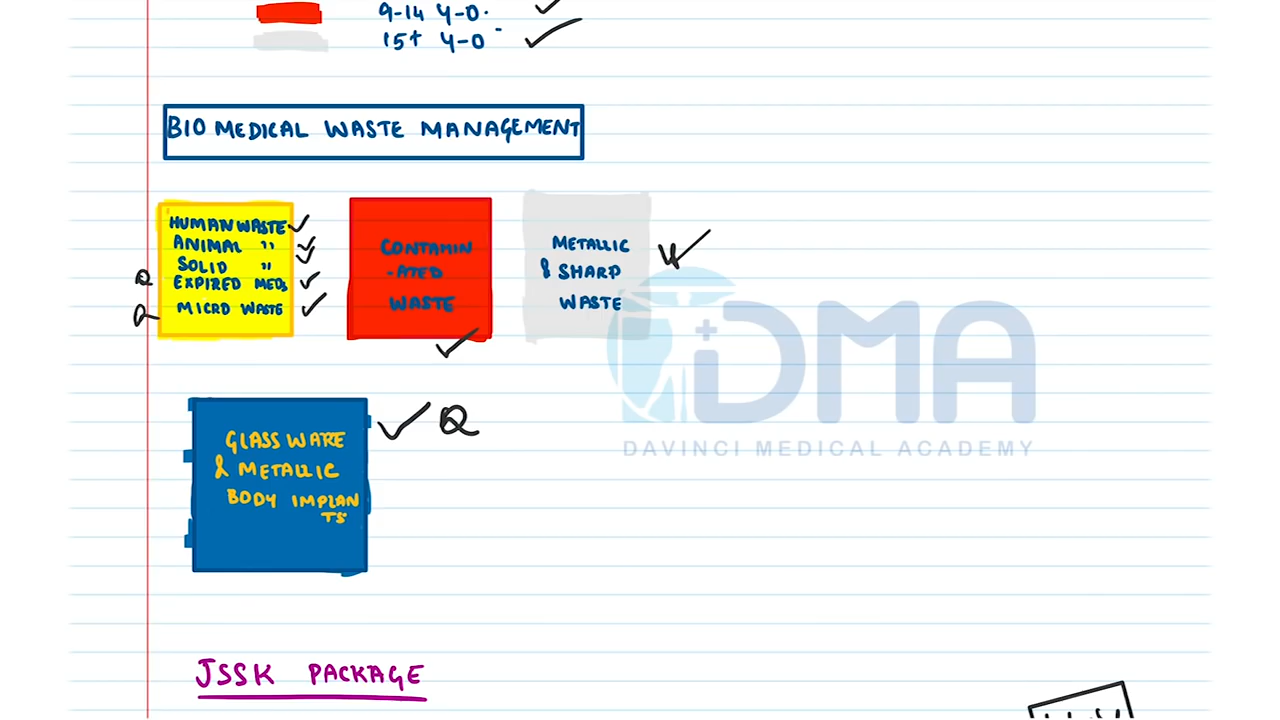 9-14 Y-O.
15+ Y-O
BIO MEDICAL WASTE MANAGEMENT
HUMAN WASTE
ANIMAL "
SOLID "
Q EXPIRED MEDS
Q MICRO WASTE
CONTAMIN
-ATED
WASTE
METALLIC
& SHARP
WASTE
DMA
DAVINCI MEDICAL ACADEMY
GLASS WARE
& METALLIC
BODY IMPLAN
TS
Q
JSSK PACKAGE